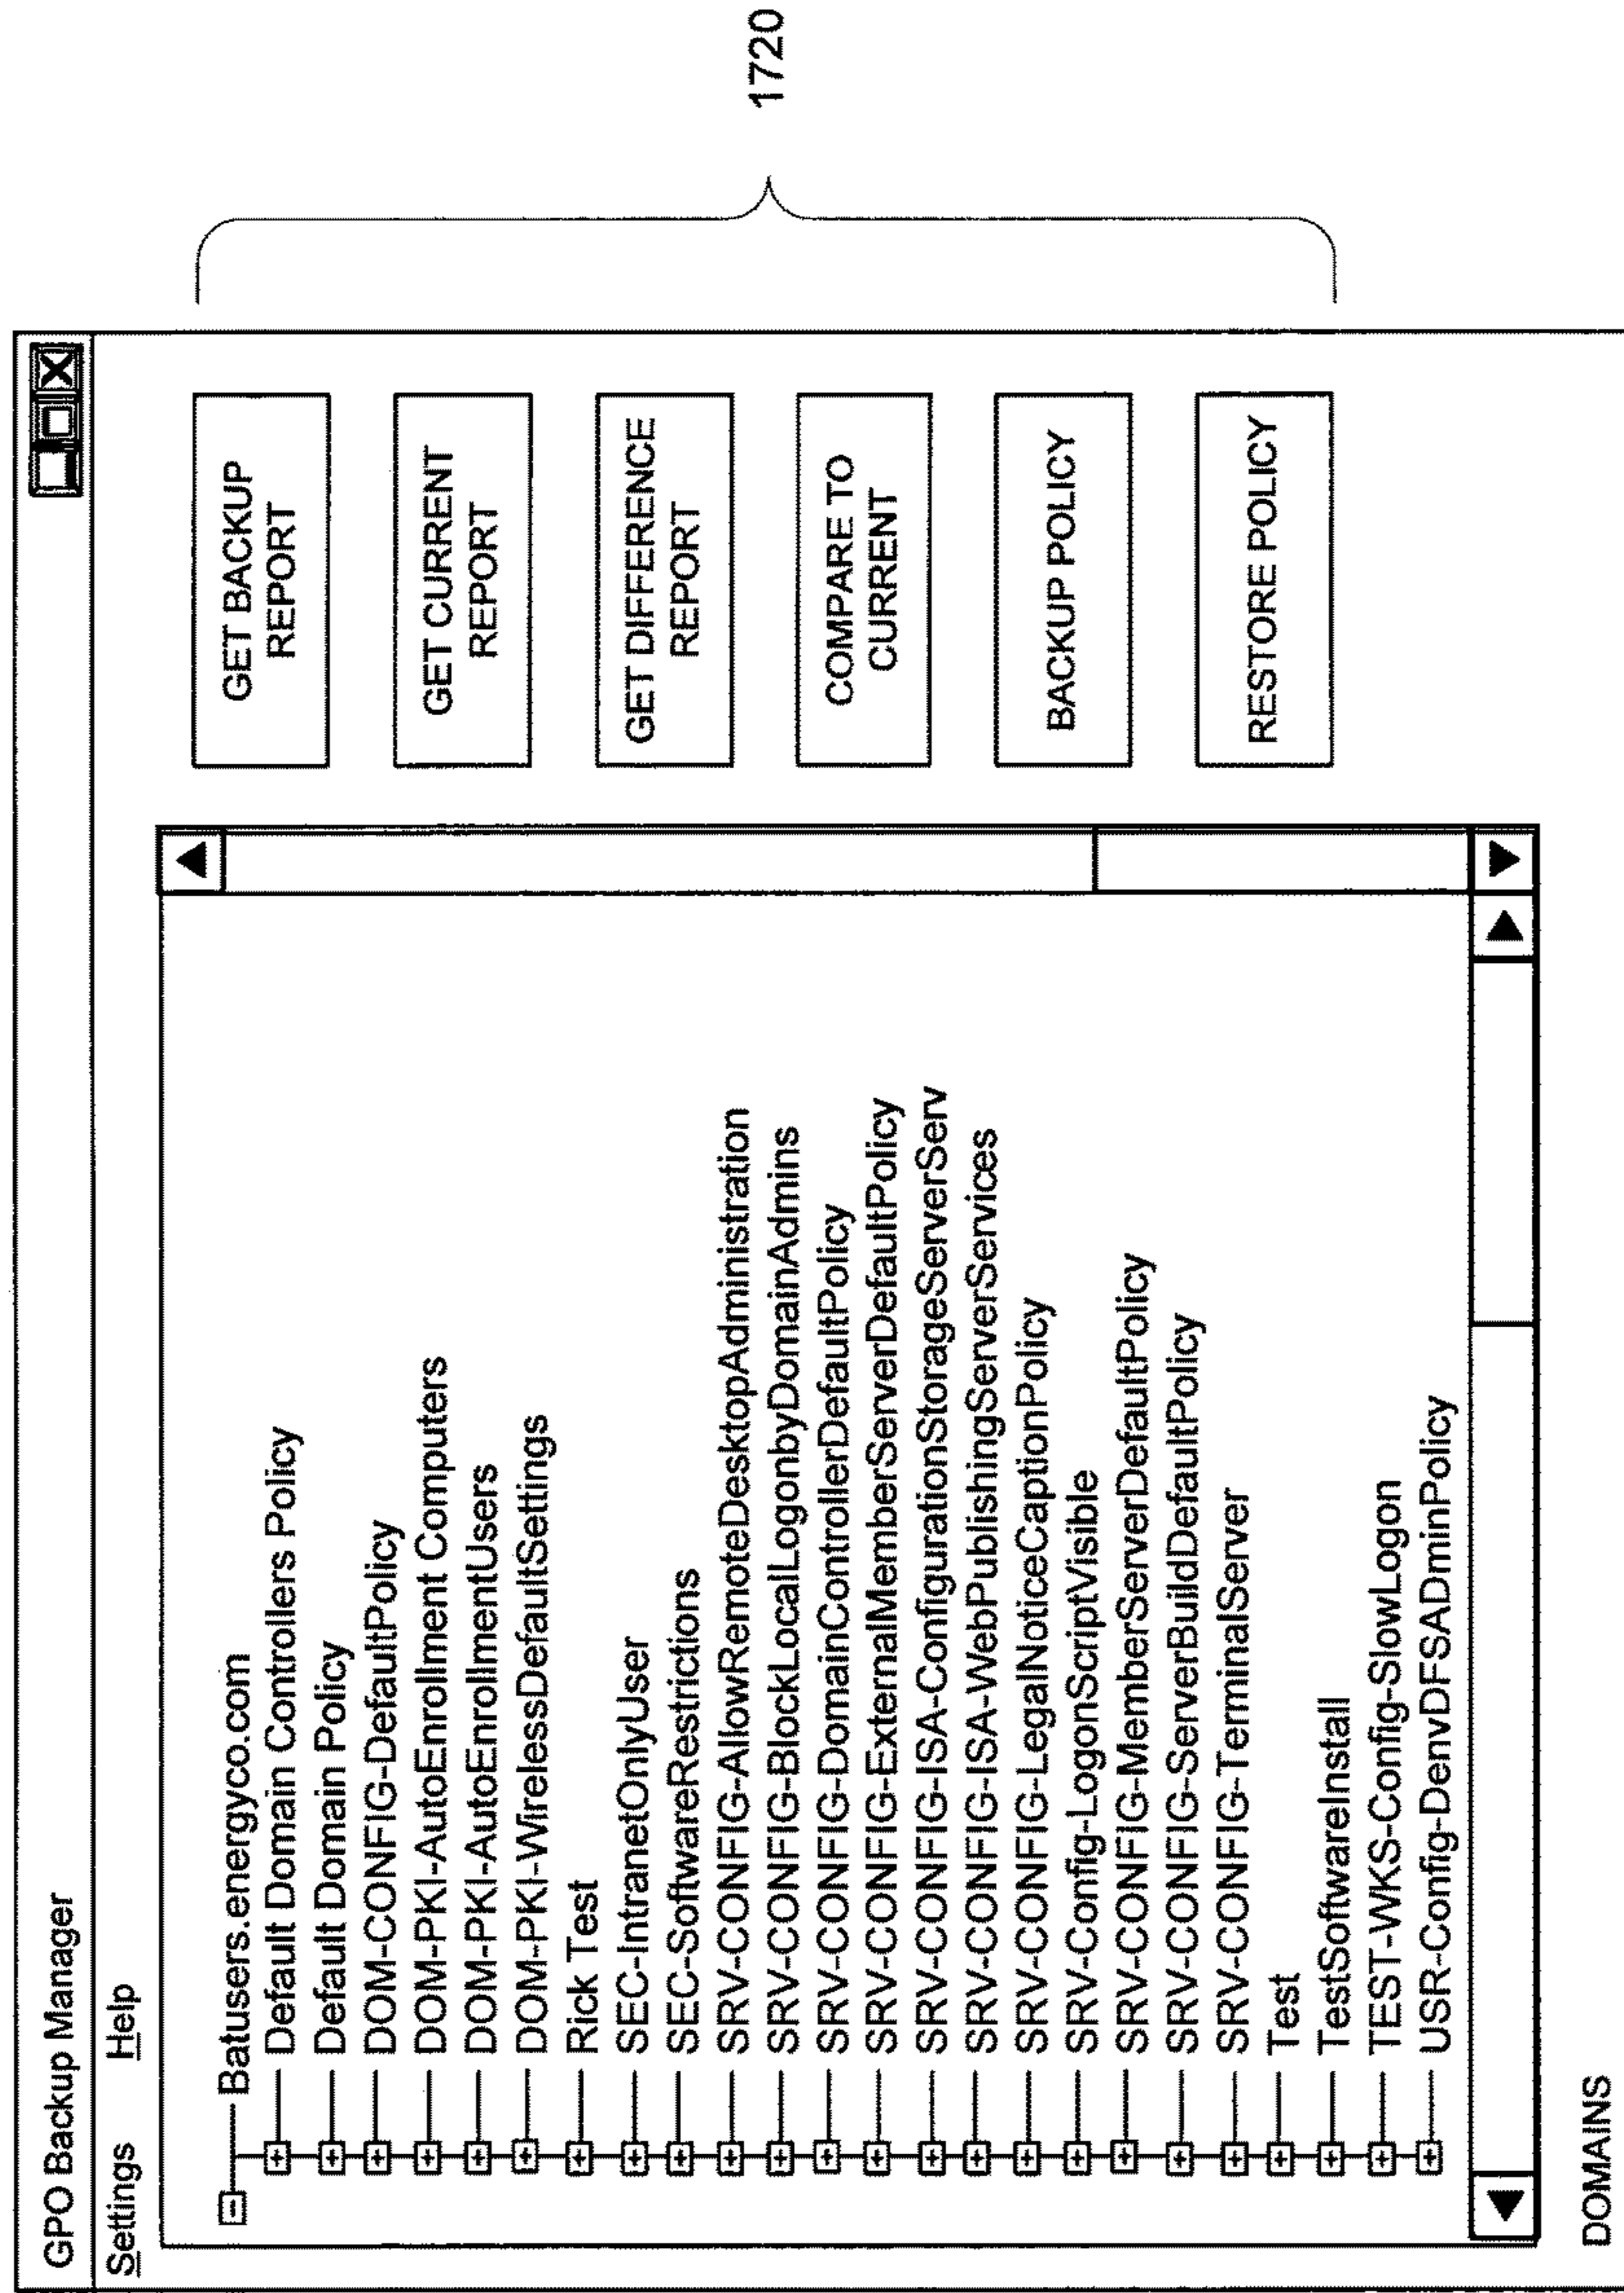 GPO Backup Manager
Settings Help
Batusers.energyco.com
Default Domain Controllers Policy
Default Domain Policy
DOM-CONFIG-DefaultPolicy
DOM-PKI-AutoEnrollment Computers
DOM-PKI-AutoEnrollmentUsers
DOM-PKI-WirelessDefaultSettings
Rick Test
SEC-IntranetOnlyUser
SEC-SoftwareRestrictions
SRV-CONFIG-AllowRemoteDesktopAdministration
SRV-CONFIG-BlockLocalLogonbyDomainAdmins
SRV-CONFIG-DomainControllerDefaultPolicy
SRV-CONFIG-ExternalMemberServerDefaultPolicy
SRV-CONFIG-ISA-ConfigurationStorageServerServ
SRV-CONFIG-ISA-WebPublishingServerServices
SRV-CONFIG-LegalNoticeCaptionPolicy
SRV-Config-LogonScriptVisible
SRV-CONFIG-MemberServerDefaultPolicy
SRV-CONFIG-ServerBuildDefaultPolicy
SRV-CONFIG-TerminalServer
Test
TestSoftwareInstall
TEST-WKS-Config-SlowLogon
USR-Config-DenvDFSADminPolicy
GET BACKUP
REPORT
GET CURRENT
REPORT
GET DIFFERENCE
REPORT
COMPARE TO
CURRENT
BACKUP POLICY
RESTORE POLICY
1720
DOMAINS